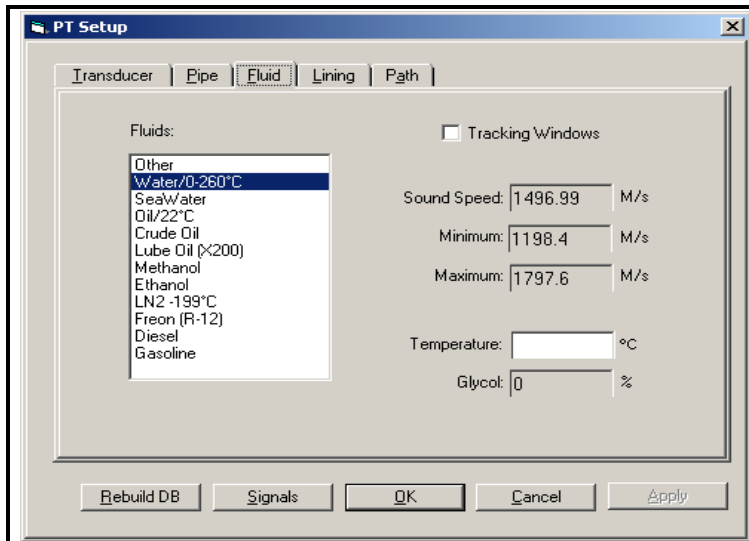 PT Setup
Transducer Pipe Fluid Lining Path
Fluids:
Other
Water/0-260°C
SeaWater
Oil/22°C
Crude Oil
Lube Oil (X200)
Methanol
Ethanol
LN2 -199°C
Freon (R-12)
Diesel
Gasoline
Tracking Windows
Sound Speed: 1496.99 M/s
Minimum: 1198.4 M/s
Maximum: 1797.6 M/s
Temperature: °C
Glycol: 0 %
Rebuild DB Signals OK Cancel Apply